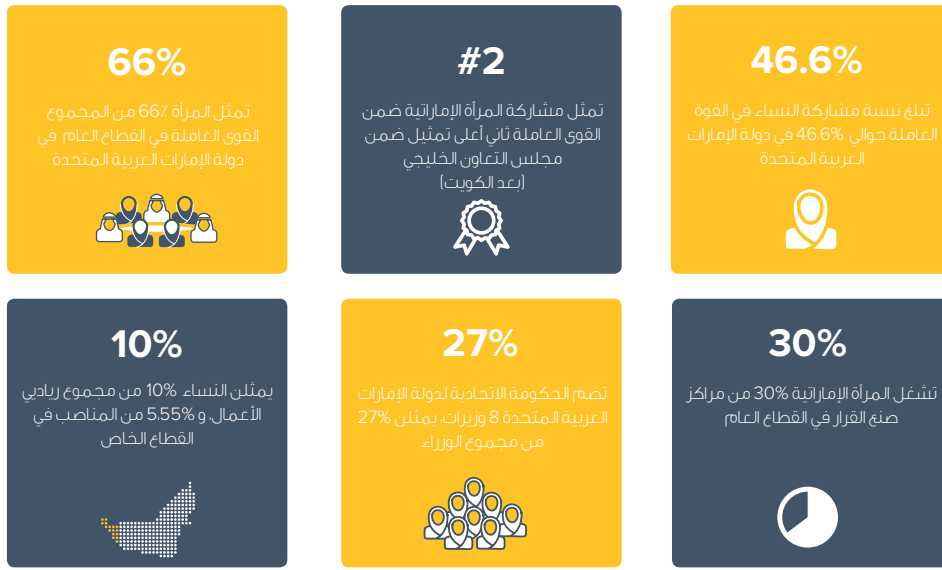 46.6%
تبلغ نسبة مشاركة النساء في القوة
العاملة حوالي 46.6% في دولة الإمارات
العربية المتحدة
#2
تمثل مشاركة المرأة الإماراتية ضمن
القوى العاملة ثاني أعلى تمثيل ضمن
مجلس التعاون الخليجي
(بعد الكويت)
66%
تمثل المرأة 66٪ من المجموع
القوى العاملة في القطاع العام في
دولة الإمارات العربية المتحدة
30%
تشغل المرأة الإماراتية 30% من مراكز
صنع القرار في القطاع العام
27%
تضم الحكومة الاتحادية لدولة الإمارات
العربية المتحدة 8 وزيرات، يمثلن 27%
من مجموع الوزراء
10%
يمثلن النساء 10% من مجموع رياديي
الأعمال، و 5.55% من المناصب في
القطاع الخاص